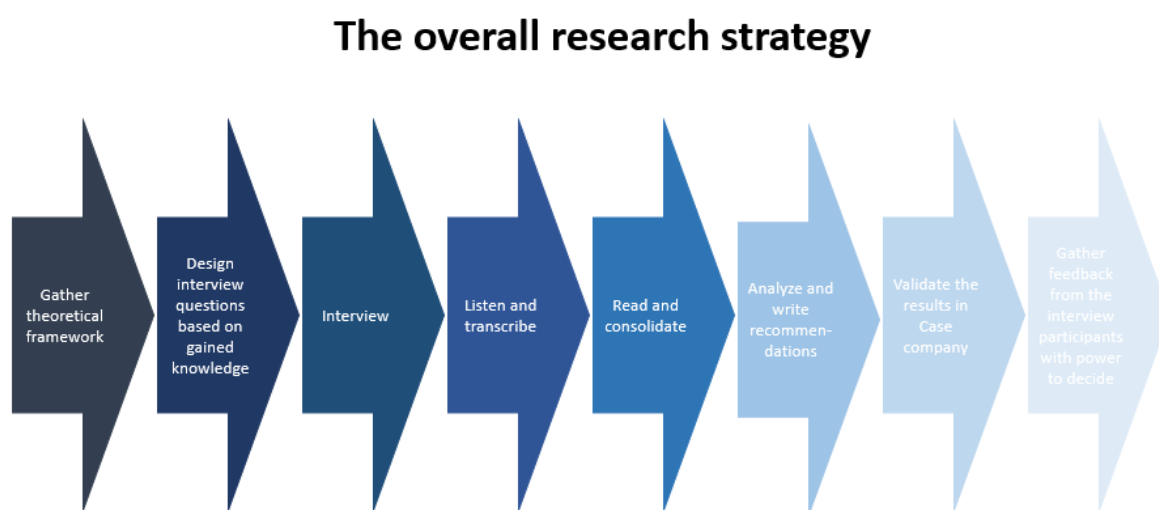 The overall research strategy
Gather
theoretical
framework
Design
interview
questions
based on
gained
knowledge
Interview
Listen and
transcribe
Read and
consolidate
Analyze and
write
recommen-
dations
Validate the
results in
Case
company
Gather
feedback
from the
interview
participants
with power
to decide